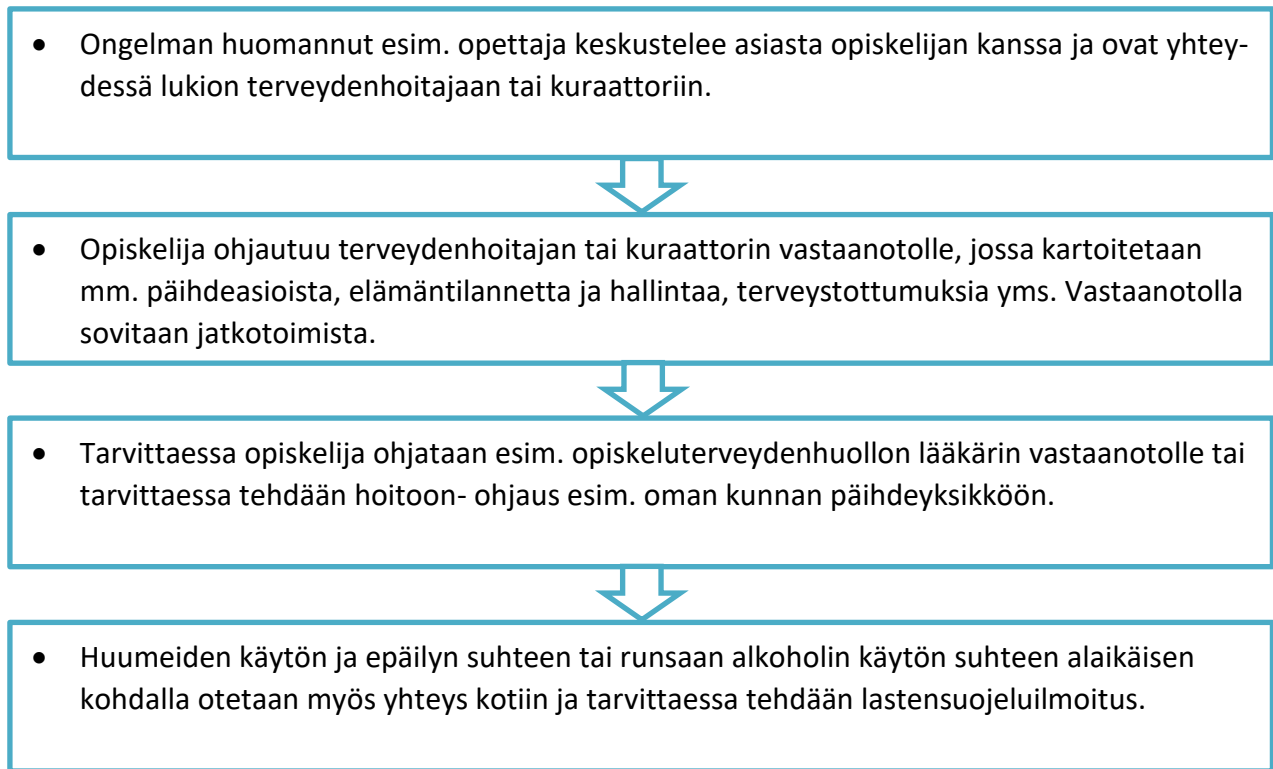 • Ongelman huomannut esim. opettaja keskustelee asiasta opiskelijan kanssa ja ovat yhtey-
dessä lukion terveydenhoitajaan tai kuraattoriin.
• Opiskelija ohjautuu terveydenhoitajan tai kuraattorin vastaanotolle, jossa kartoitetaan
mm. päihdeasioista, elämäntilannetta ja hallintaa, terveystottumuksia yms. Vastaanotolla
sovitaan jatkotoimista.
• Tarvittaessa opiskelija ohjataan esim. opiskeluterveydenhuollon lääkärin vastaanotolle tai
tarvittaessa tehdään hoitoon- ohjaus esim. oman kunnan päihdeyksikköön.
• Huumeiden käytön ja epäilyn suhteen tai runsaan alkoholin käytön suhteen alaikäisen
kohdalla otetaan myös yhteys kotiin ja tarvittaessa tehdään lastensuojeluilmoitus.